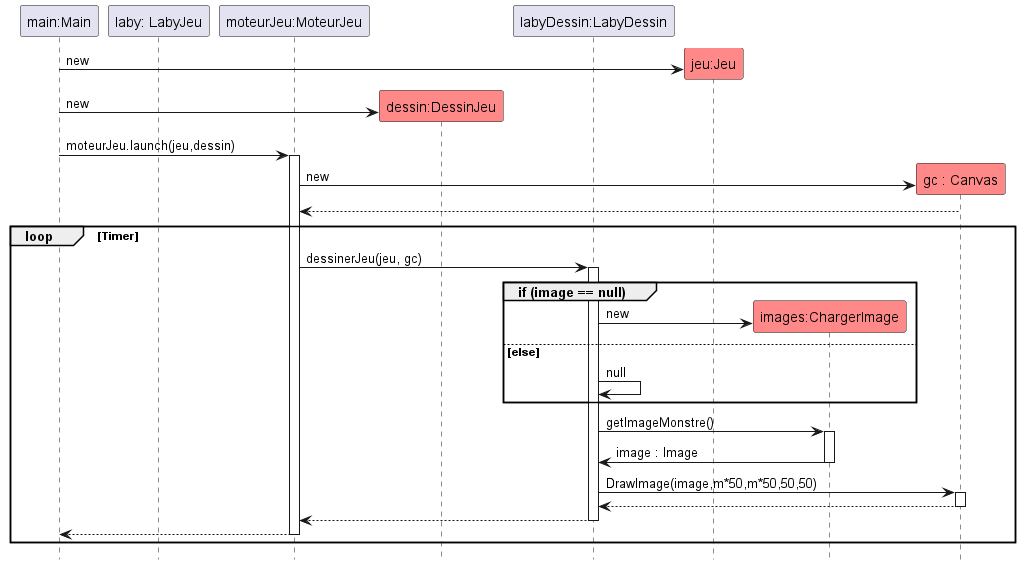 main:Main
laby: LabyJeu
moteurJeu:MoteurJeu
labyDessin:LabyDessin
new
jeu:Jeu
new
dessin:DessinJeu
moteurJeu.launch(jeu,dessin)
new
gc : Canvas
loop
[Timer]
dessinerJeu(jeu, gc)
if (image == null)
new
images:ChargerImage
[else]
null
getImageMonstre()
image : Image
DrawImage(image,m*50,m*50,50,50)